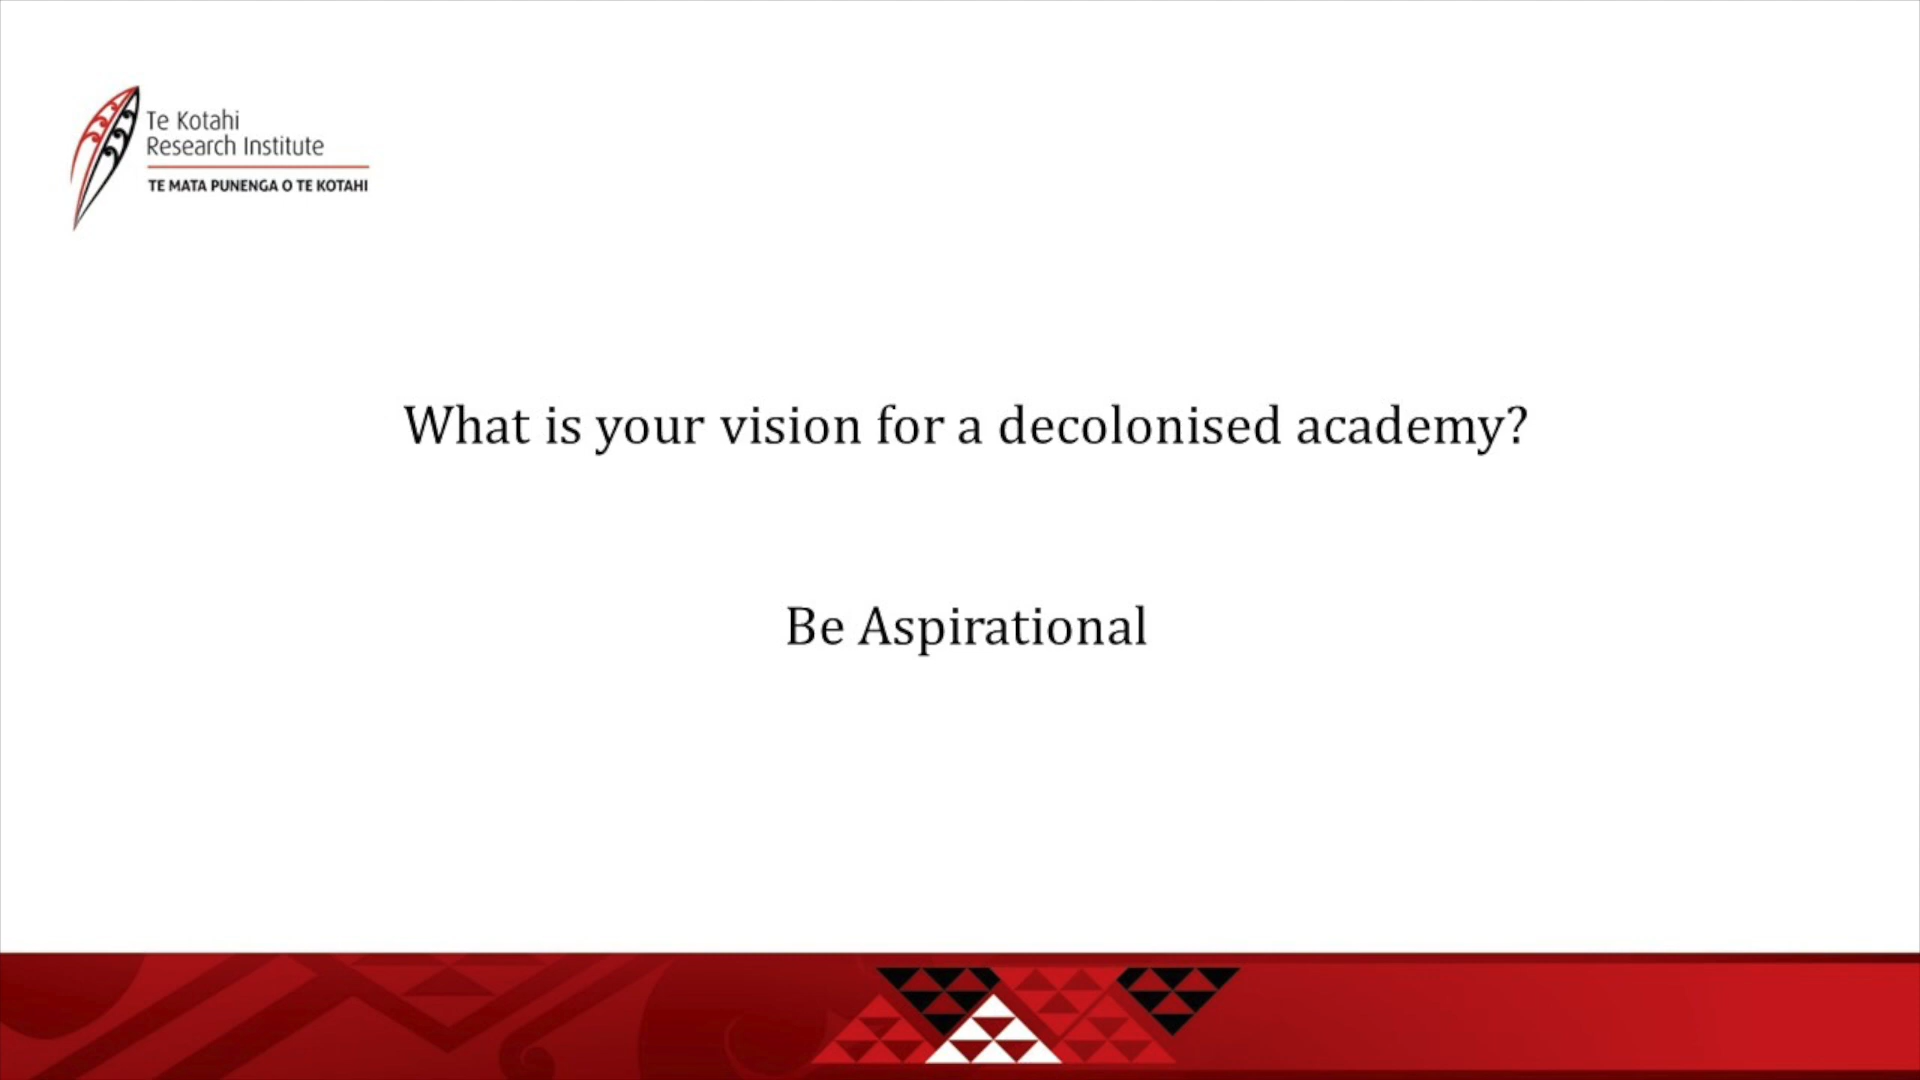 Te Kotahi
Research Institute
TE MATA PUNENGA O TE KOTAHI
What is your vision for a decolonised academy?
Be Aspirational